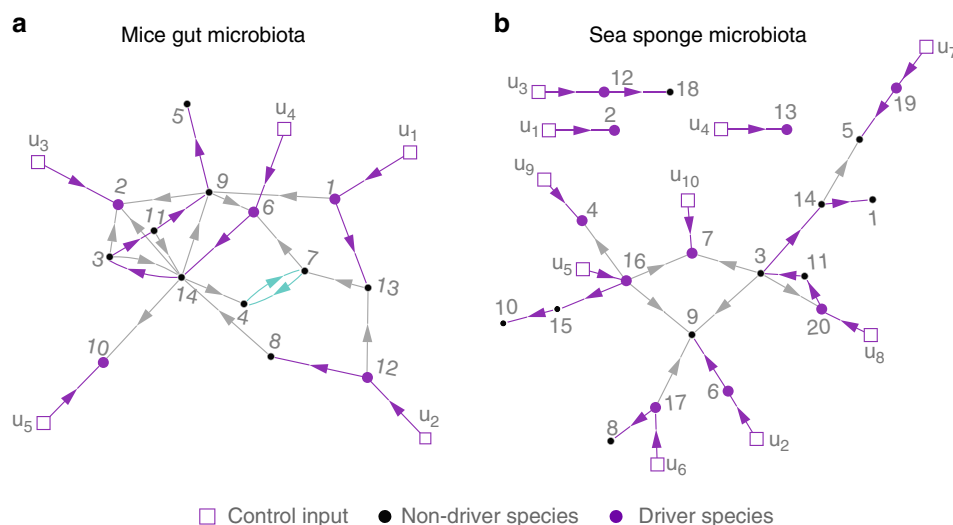 a
b
Mice gut microbiota
Sea sponge microbiota
5
u4
u3
u1
2
9
6
1
11
3
14
7
4
13
8
10
12
u5
u2
u7
u3
12
18
19
u1
2
u4
13
5
u9
u10
14
1
4
7
u5
16
3
11
10
15
9
20
u8
17
6
8
u2
u6
Control input
Non-driver species
Driver species